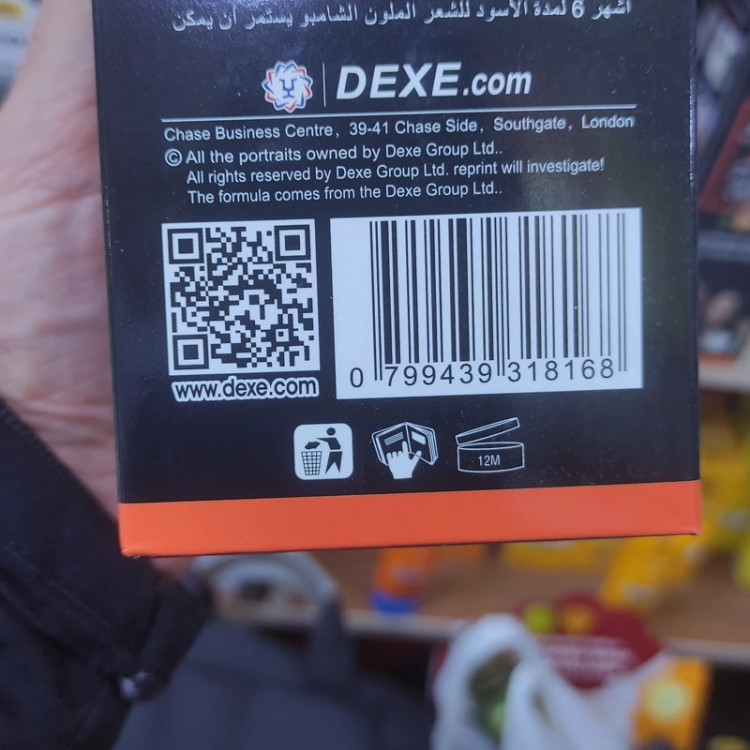 اشهر 6 لمدة الأسود للشعر الملون الشامبو يستمر أن يمكن
DEXE.com
Chase Business Centre, 39-41 Chase Side, Southgate, London
© All the portraits owned by Dexe Group Ltd..
All rights reserved by Dexe Group Ltd. reprint will investigate!
The formula comes from the Dexe Group Ltd..
www.dexe.com
0 799439 318168
12M